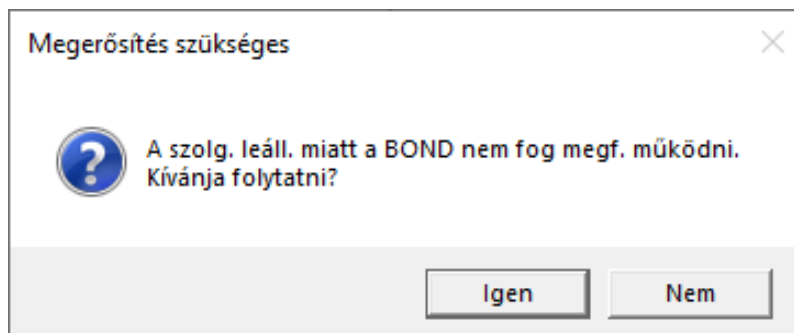 Megerősítés szükséges
A szolg. leáll. miatt a BOND nem fog megf. működni.
Kívánja folytatni?
Igen
Nem